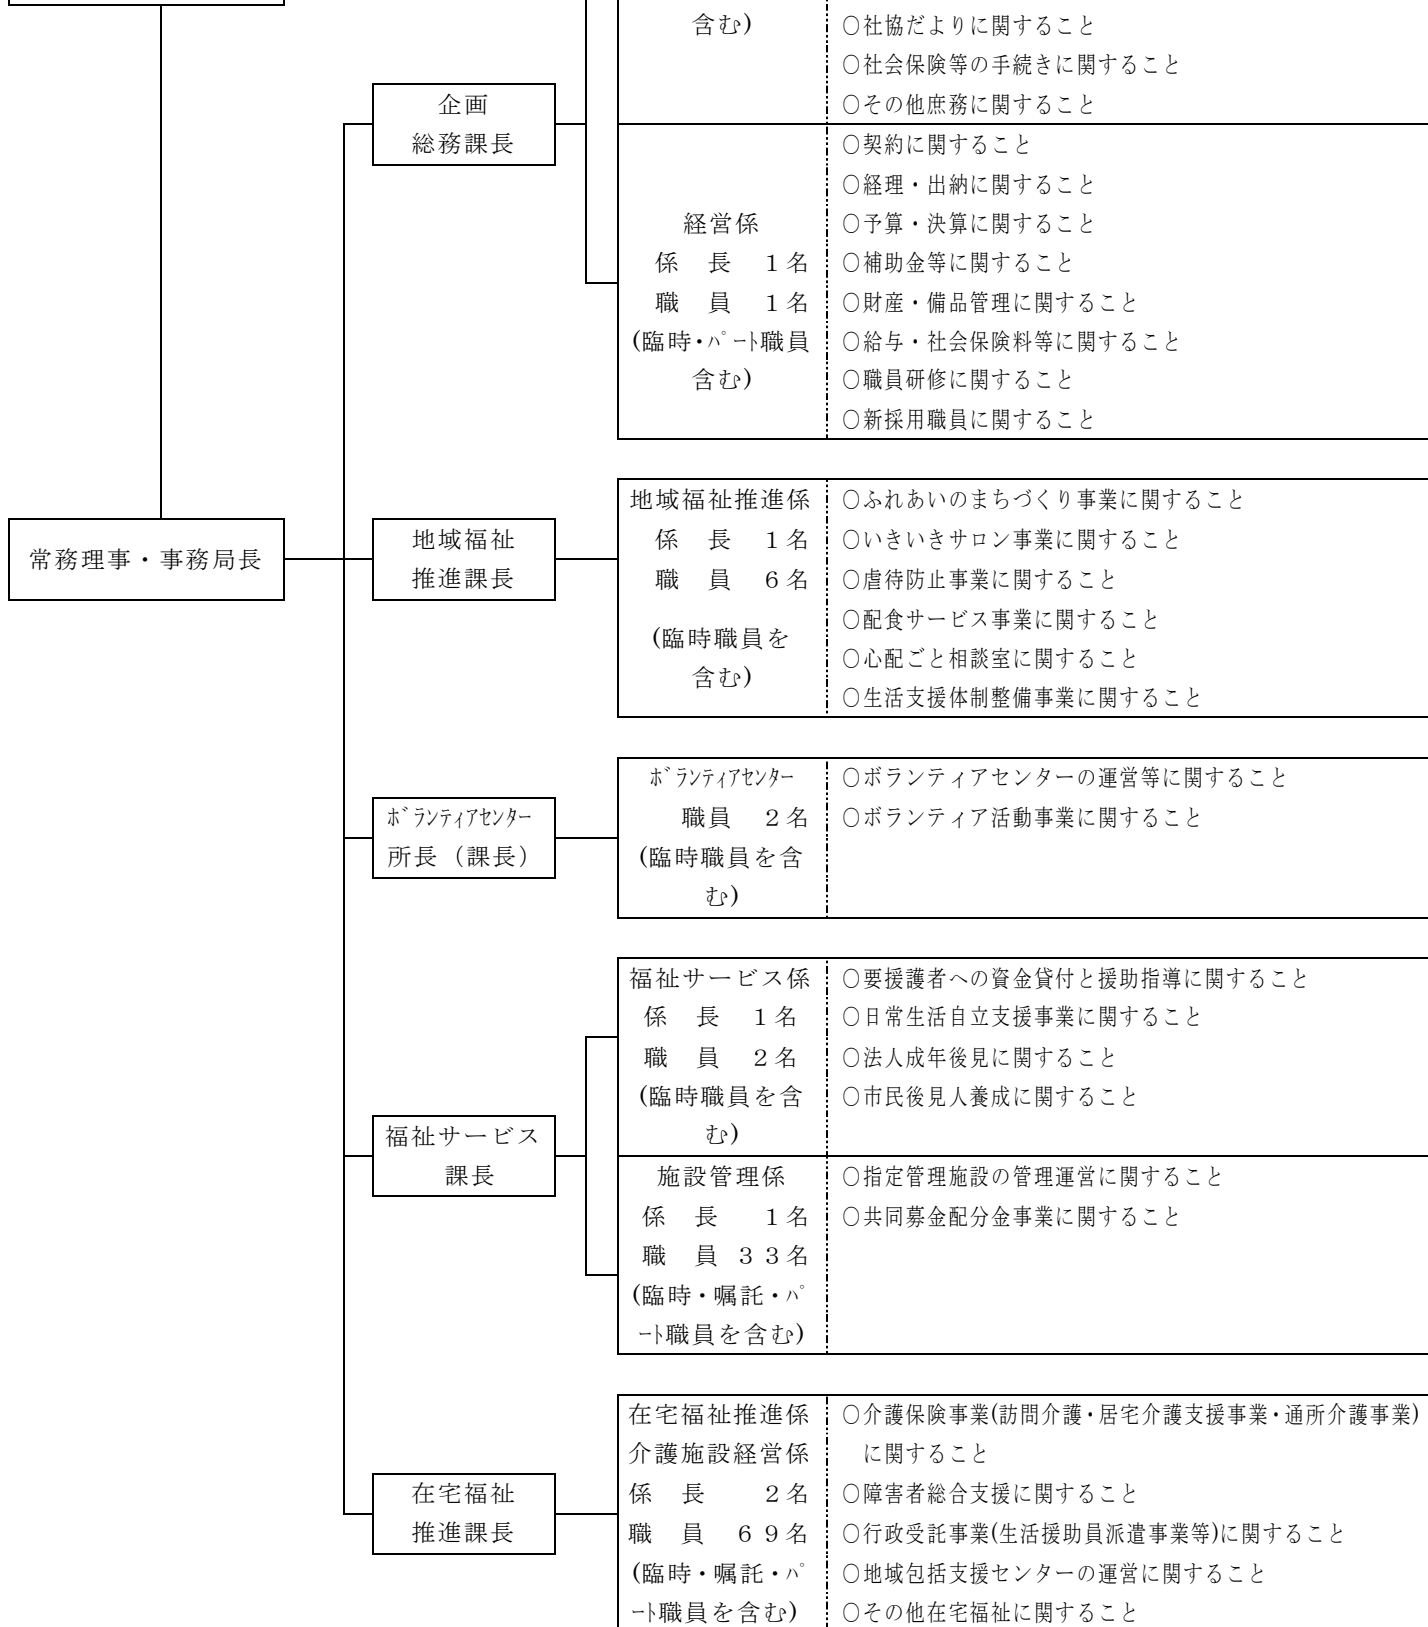 含む)
〇社協だよりに関すること
〇社会保険等の手続きに関すること
〇その他庶務に関すること
企画
総務課長
経営係
係　長　１名
職　員　１名
(臨時・ﾊﾟｰﾄ職員
含む)
〇契約に関すること
〇経理・出納に関すること
〇予算・決算に関すること
〇補助金等に関すること
〇財産・備品管理に関すること
〇給与・社会保険料等に関すること
〇職員研修に関すること
〇新採用職員に関すること
常務理事・事務局長
地域福祉
推進課長
地域福祉推進係
係　長　１名
職　員　６名
(臨時職員を
含む)
〇ふれあいのまちづくり事業に関すること
〇いきいきサロン事業に関すること
〇虐待防止事業に関すること
〇配食サービス事業に関すること
〇心配ごと相談室に関すること
〇生活支援体制整備事業に関すること
ﾎﾞﾗﾝﾃｨｱｾﾝﾀｰ
所長（課長）
ﾎﾞﾗﾝﾃｨｱｾﾝﾀｰ
職員　２名
(臨時職員を含
む)
〇ボランティアセンターの運営等に関すること
〇ボランティア活動事業に関すること
福祉サービス
課長
福祉サービス係
係　長　１名
職　員　２名
(臨時職員を含
む)
〇要援護者への資金貸付と援助指導に関すること
〇日常生活自立支援事業に関すること
〇法人成年後見に関すること
〇市民後見人養成に関すること
施設管理係
係　長　　１名
職　員　３３名
(臨時・嘱託・ﾊﾟ
ｰﾄ職員を含む)
〇指定管理施設の管理運営に関すること
〇共同募金配分金事業に関すること
在宅福祉
推進課長
在宅福祉推進係
介護施設経営係
係　長　　２名
職　員　６９名
(臨時・嘱託・ﾊﾟ
ｰﾄ職員を含む)
〇介護保険事業(訪問介護・居宅介護支援事業・通所介護事業)
に関すること
〇障害者総合支援に関すること
〇行政受託事業(生活援助員派遣事業等)に関すること
〇地域包括支援センターの運営に関すること
〇その他在宅福祉に関すること